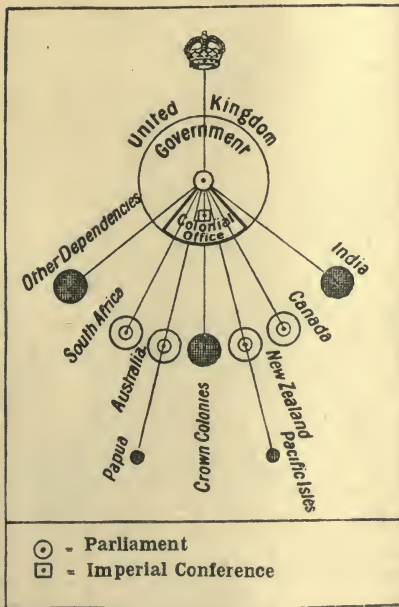 United Kingdom
Government
Colonial
Office
Other Dependencies
India
South Africa
Canada
Australia
New Zealand
Crown Colonies
Papua
Pacific Isles
= Parliament
= Imperial Conference